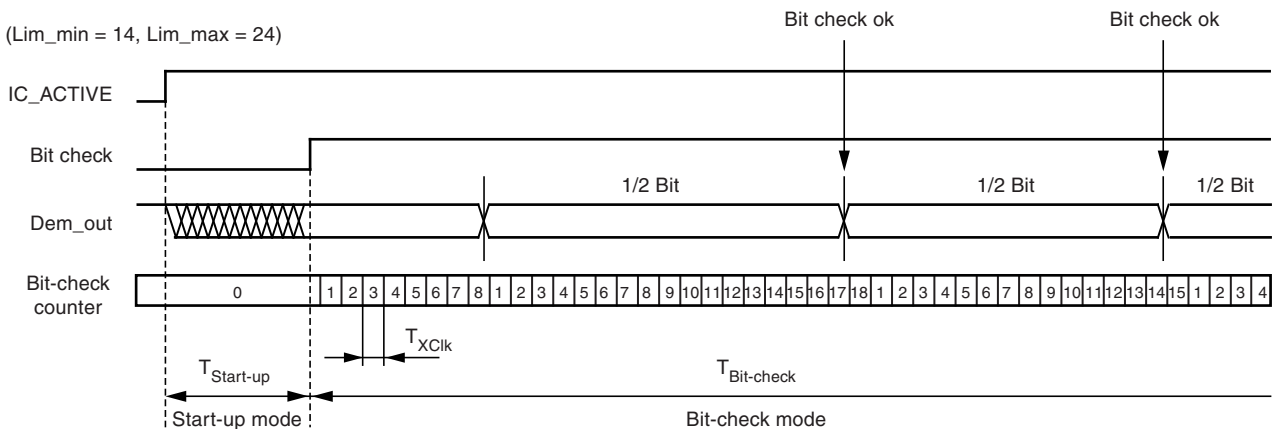 Bit check ok Bit check ok
(Lim_min = 14, Lim_max = 24)
IC_ACTIVE
Bit check
1/2 Bit 1/2 Bit 1/2 Bit
Dem_out
Bit-check
counter
0 1 2 3 4 5 6 7 8 1 2 3 4 5 6 7 8 9 10 11 12 13 14 15 16 17 18 1 2 3 4 5 6 7 8 9 10 11 12 13 14 15 1 2 3 4
TXClk
TStart-up TBit-check
Start-up mode Bit-check mode